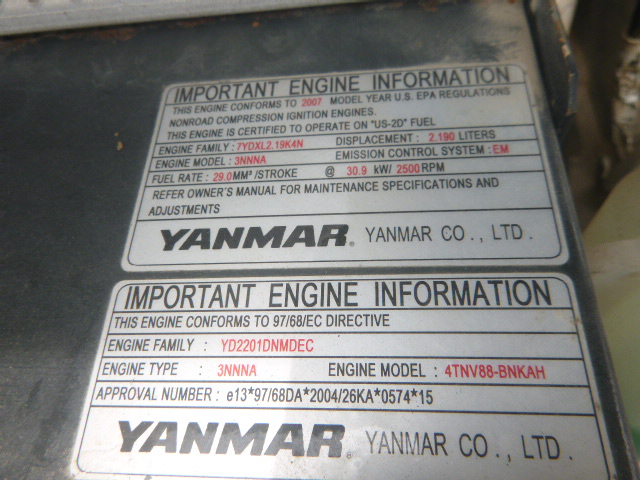 IMPORTANT ENGINE INFORMATION
THIS ENGINE CONFORMS TO 2007 MODEL YEAR U.S. EPA REGULATIONS
NONROAD COMPRESSION IGNITION ENGINES.
THIS ENGINE IS CERTIFIED TO OPERATE ON "US-2D" FUEL
ENGINE FAMILY : 7YDXL2.19K4N DISPLACEMENT : 2.190 LITERS
ENGINE MODEL : 3NNNA EMISSION CONTROL SYSTEM : EM
FUEL RATE : 29.0 MM³/STROKE @ 30.9 kW/ 2500 RPM
REFER OWNER'S MANUAL FOR MAINTENANCE SPECIFICATIONS AND
ADJUSTMENTS
YANMAR® YANMAR CO., LTD.
IMPORTANT ENGINE INFORMATION
THIS ENGINE CONFORMS TO 97/68/EC DIRECTIVE
ENGINE FAMILY : YD2201DNMDEC
ENGINE TYPE : 3NNNA ENGINE MODEL : 4TNV88-BNKAH
APPROVAL NUMBER : e13*97/68DA*2004/26KA*0574*15
YANMAR® YANMAR CO., LTD.